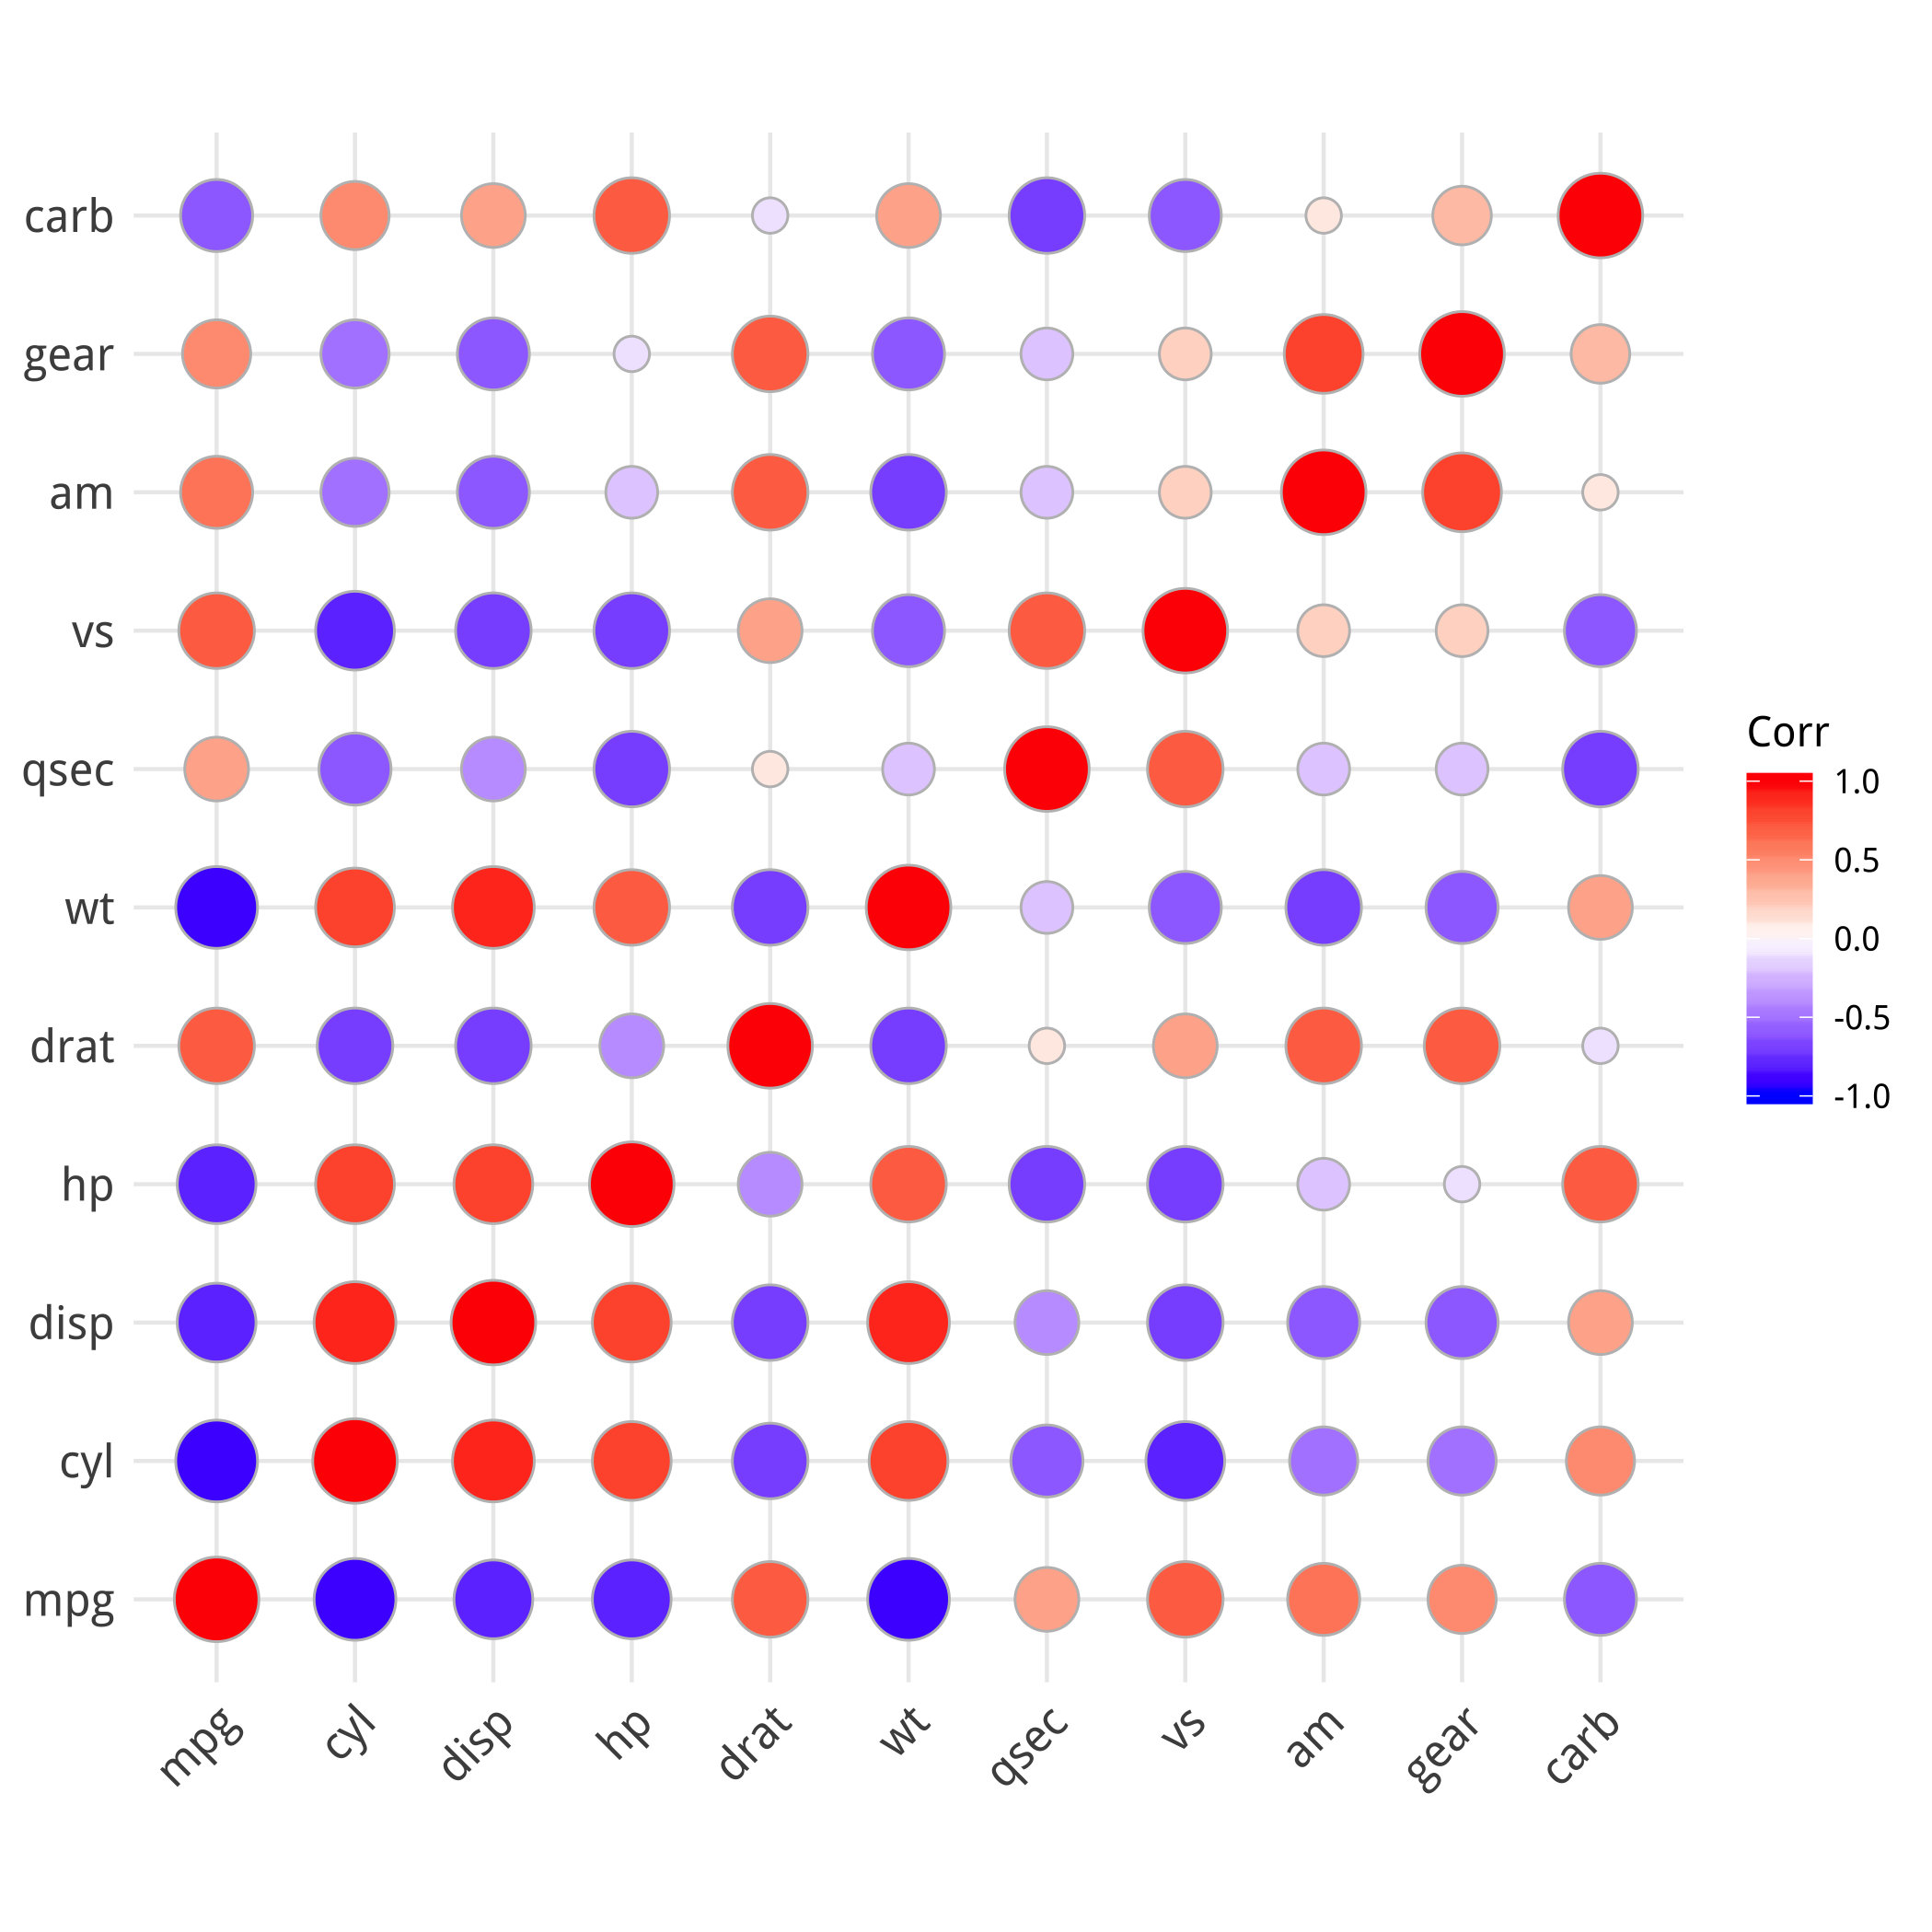 carb
gear
am
vs
qsec
wt
drat
hp
disp
cyl
mpg
mpg
cyl
disp
hp
drat
wt
qsec
vs
am
gear
carb
Corr
1.0
0.5
0.0
-0.5
-1.0